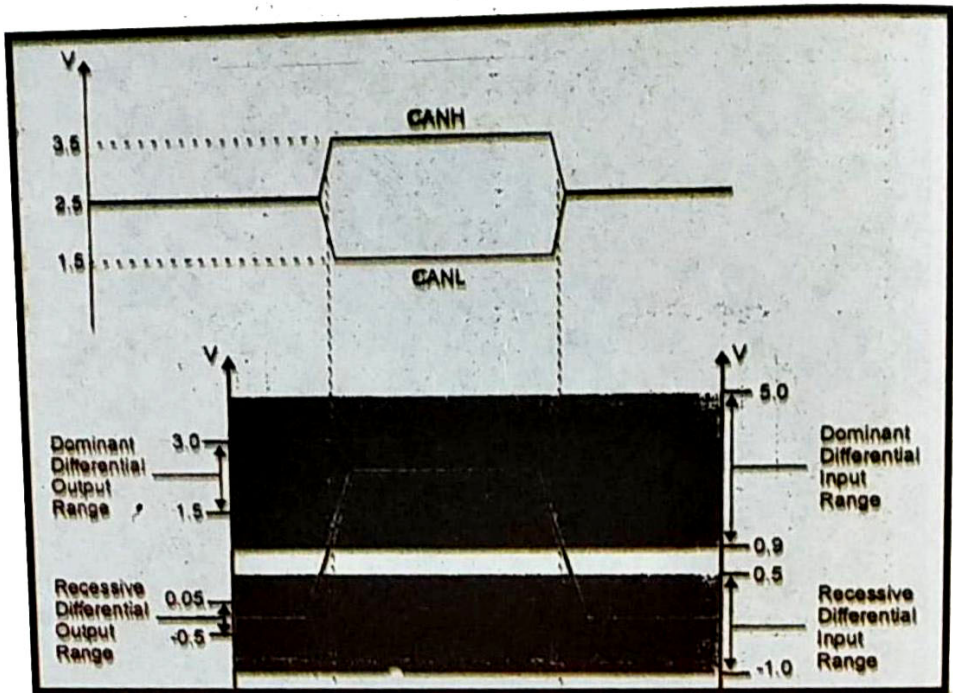 V
CANH
3.5
2.5
1.5
CANL
V
V
5.0
Dominant
Differential
Output
Range
3.0
1.5
Dominant
Differential
Input
Range
0.9
0.5
Recessive
Differential
Output
Range
0.05
-0.5
Recessive
Differential
Input
Range
-1.0